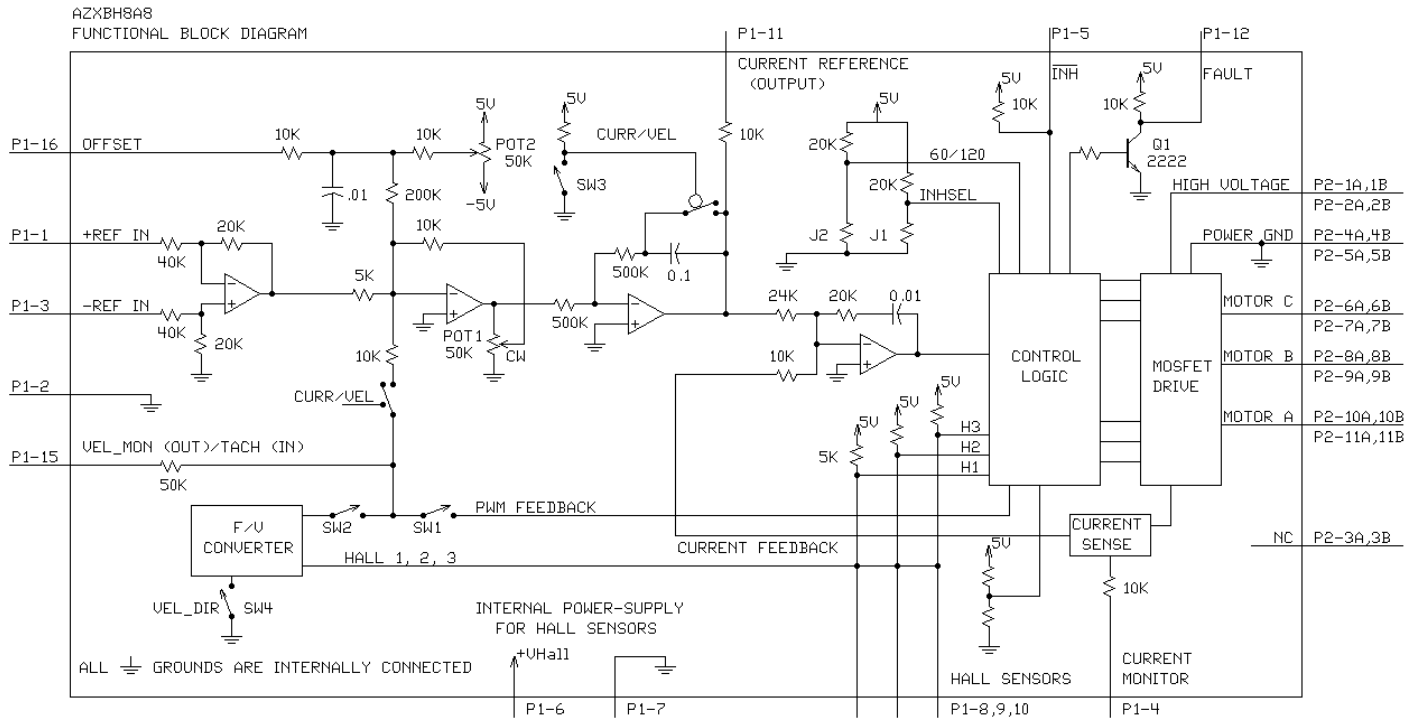 AZXBH8A8
FUNCTIONAL BLOCK DIAGRAM
P1-11
P1-5
P1-12
CURRENT REFERENCE
(OUTPUT)
5V
INH
10K
5V
FAULT
10K
5V
5V
5V
P1-16
OFFSET
10K
10K
POT2
50K
CURR/VEL
10K
20K
60/120
Q1
2222
.01
-5V
200K
SW3
20K
INHSEL
HIGH VOLTAGE
P2-1A,1B
P2-2A,2B
P1-1
+REF IN
20K
10K
J2
J1
POWER GND
P2-4A,4B
P2-5A,5B
40K
500K
0.1
5K
24K
20K
0.01
MOTOR C
P2-6A,6B
P2-7A,7B
P1-3
-REF IN
40K
20K
POT1
50K
CW
500K
10K
10K
CONTROL
LOGIC
MOSFET
DRIVE
MOTOR B
P2-8A,8B
P2-9A,9B
P1-2
CURR/VEL
5V
5V
5V
MOTOR A
P2-10A,10B
P2-11A,11B
VEL_MON (OUT)/TACH (IN)
P1-15
50K
5K
H3
H2
H1
F/V
CONVERTER
SW2
SW1
PWM FEEDBACK
CURRENT
SENSE
NC
P2-3A,3B
CURRENT FEEDBACK
HALL 1, 2, 3
5V
10K
VEL_DIR
SW4
INTERNAL POWER-SUPPLY
FOR HALL SENSORS
+VHall
ALL GROUNDS ARE INTERNALLY CONNECTED
HALL SENSORS
CURRENT
MONITOR
P1-6
P1-7
P1-8,9,10
P1-4